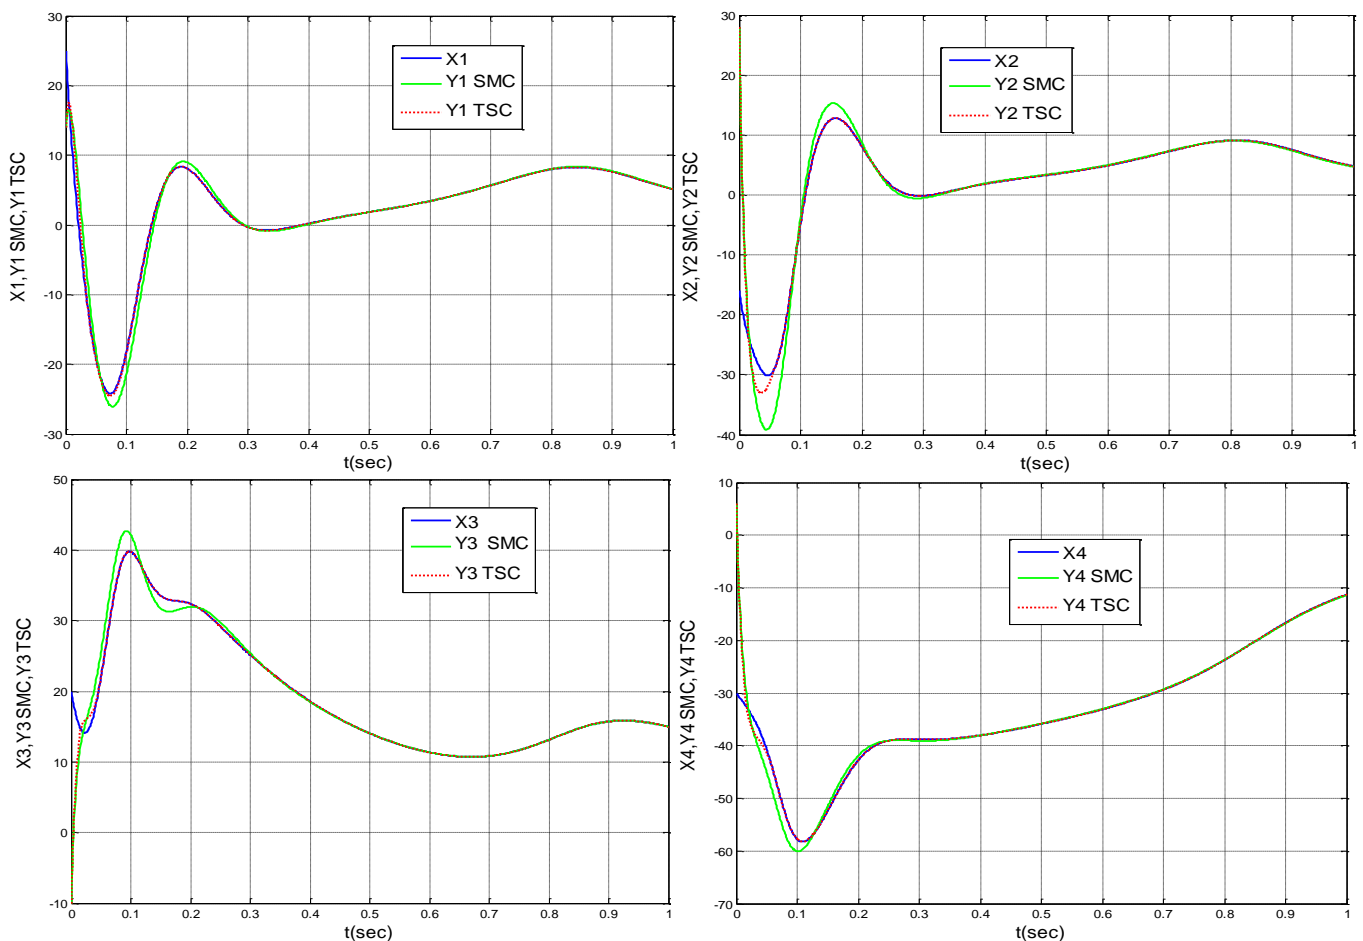 30
20
10
0
-10
-20
-30
X1
Y1 SMC
Y1 TSC
X1,Y1 SMC,Y1 TSC
0 0.1 0.2 0.3 0.4 0.5 0.6 0.7 0.8 0.9 1
t(sec)
30
20
10
0
-10
-20
-30
-40
X2
Y2 SMC
Y2 TSC
X2,Y2 SMC,Y2 TSC
0 0.1 0.2 0.3 0.4 0.5 0.6 0.7 0.8 0.9 1
t(sec)
50
40
30
20
10
0
-10
X3
Y3 SMC
Y3 TSC
X3,Y3 SMC,Y3 TSC
0 0.1 0.2 0.3 0.4 0.5 0.6 0.7 0.8 0.9 1
t(sec)
10
0
-10
-20
-30
-40
-50
-60
-70
X4
Y4 SMC
Y4 TSC
X4,Y4 SMC,Y4 TSC
0 0.1 0.2 0.3 0.4 0.5 0.6 0.7 0.8 0.9 1
t(sec)